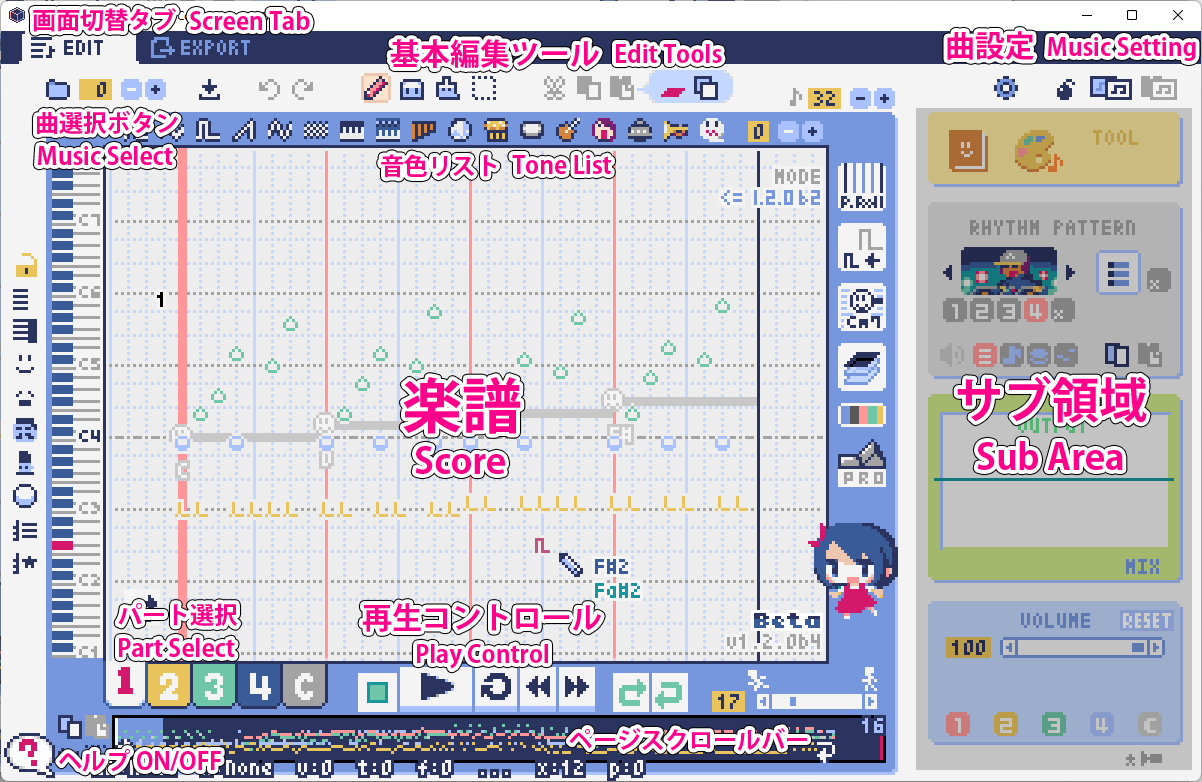 画面切替タブ Screen Tab
EDIT
EXPORT
基本編集ツール Edit Tools
曲設定 Music Setting
0
32
曲選択ボタン
Music Select
0
音色リスト Tone List
TOOL
MODE
<= 1.2.0b2
P.Roll
C7
RHYTHM PATTERN
C6
1
1 2 3 4 x
x
CM7
C5
楽譜
Score
サブ領域
Sub Area
OUTPUT
C4
C3
PRO
F#2
Fa#2
MIX
C2
パート選択
Part Select
再生コントロール
Play Control
Beta
v1.2.0b4
C1
VOLUME
RESET
100
1 2 3 4 C
17
16
1 2 3 4 C
ページスクロールバー
ヘルプ ON/OFF
v:0 t:0 f:0 ... x:12 p:0